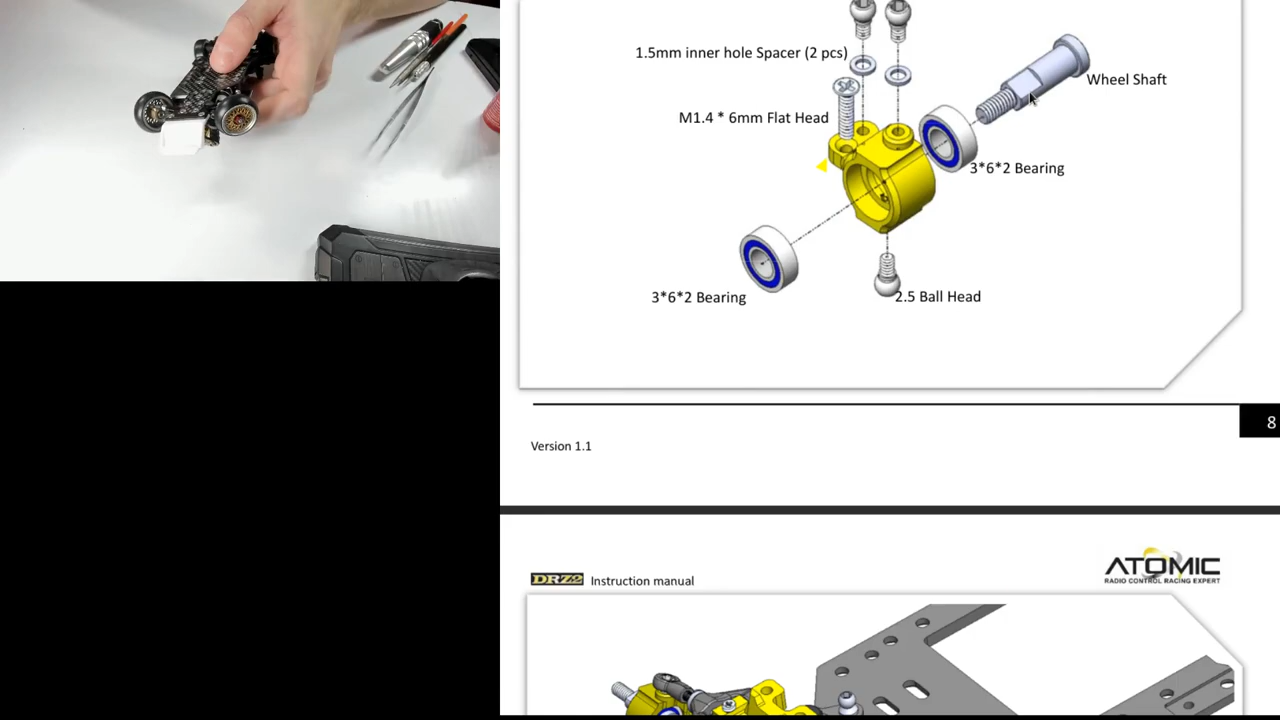 1.5mm inner hole Spacer (2 pcs)
Wheel Shaft
M1.4 * 6mm Flat Head
3*6*2 Bearing
3*6*2 Bearing
2.5 Ball Head
8
Version 1.1
DRZ2 Instruction manual
ATOMIC
RADIO CONTROL RACING EXPERT